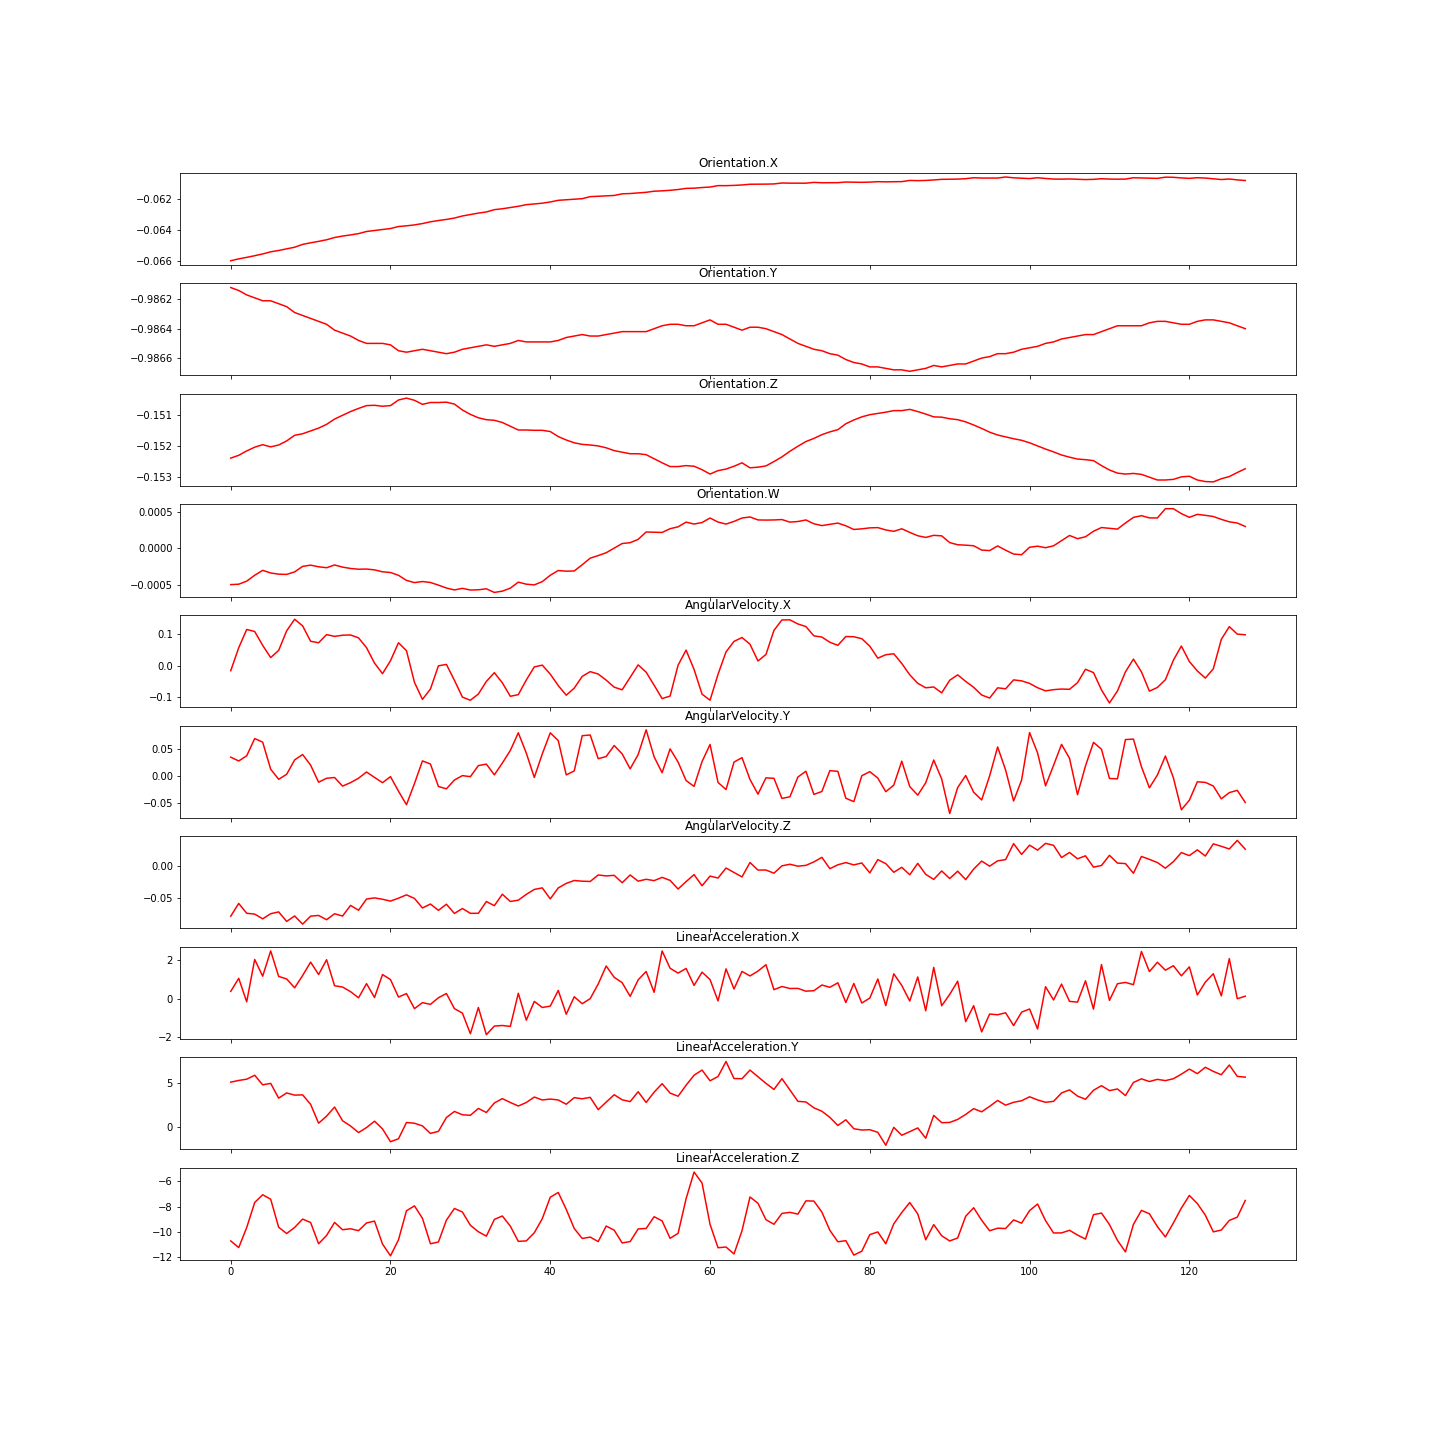 Orientation.X
−0.062
−0.064
−0.066
Orientation.Y
−0.9862
−0.9864
−0.9866
Orientation.Z
−0.151
−0.152
−0.153
Orientation.W
0.0005
0.0000
−0.0005
AngularVelocity.X
0.1
0.0
−0.1
AngularVelocity.Y
0.05
0.00
−0.05
AngularVelocity.Z
0.00
−0.05
LinearAcceleration.X
2
0
−2
LinearAcceleration.Y
5
0
LinearAcceleration.Z
−6
−8
−10
−12
0 20 40 60 80 100 120